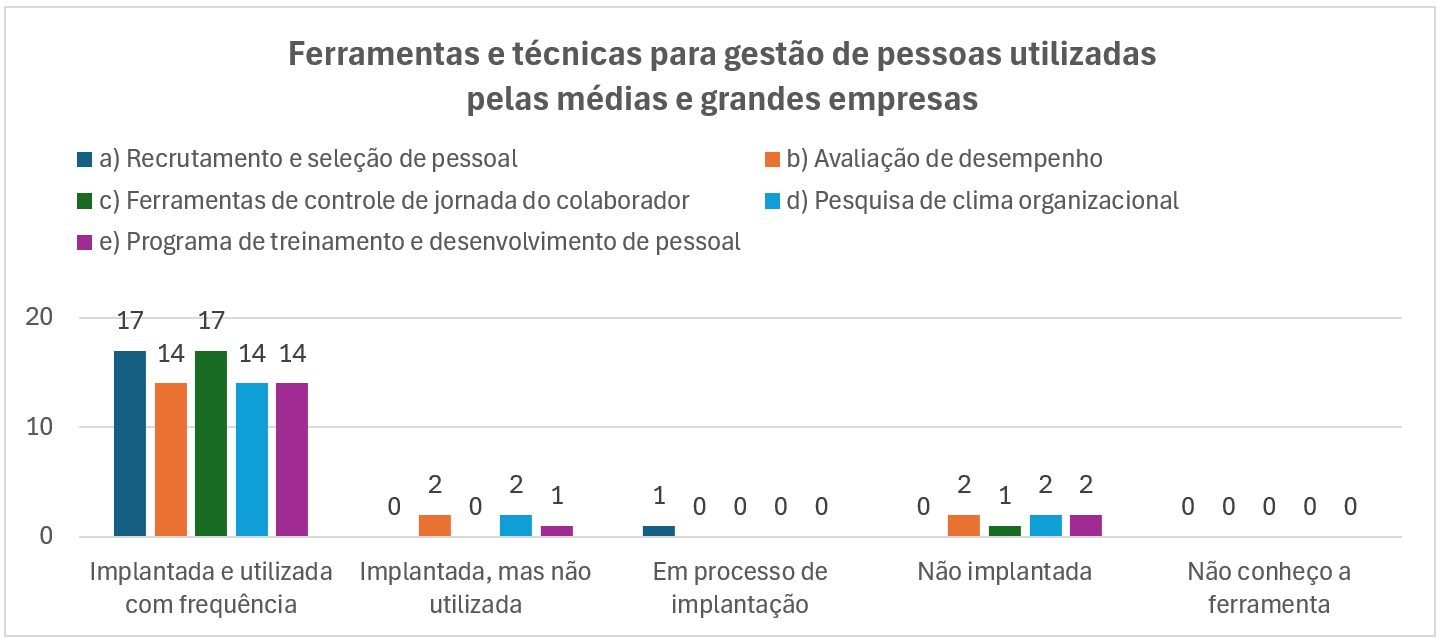 Ferramentas e técnicas para gestão de pessoas utilizadas
pelas médias e grandes empresas
a) Recrutamento e seleção de pessoal
b) Avaliação de desempenho
c) Ferramentas de controle de jornada do colaborador
d) Pesquisa de clima organizacional
e) Programa de treinamento e desenvolvimento de pessoal
20
10
0
17 14 17 14 14
0 2 0 2 1
1 0 0 0 0
0 2 1 2 2
0 0 0 0 0
Implantada e utilizada
com frequência
Implantada, mas não
utilizada
Em processo de
implantação
Não implantada
Não conheço a
ferramenta